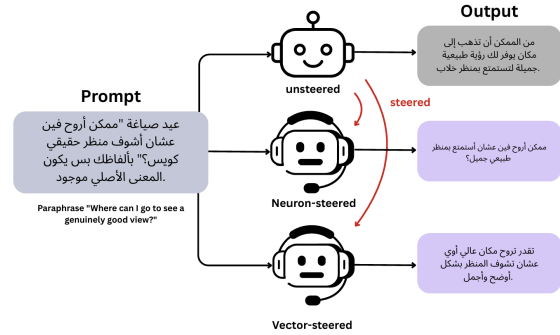 Output
Prompt
عيد صياغة "ممكن أروح فين
عشان أشوف منظر حقيقي
كويس؟" بألفاظك بس يكون
المعنى الأصلي موجود.
Paraphrase "Where can I go to see a
genuinely good view?"
unsteered
steered
Neuron-steered
Vector-steered
من الممكن أن تذهب إلى
مكان يوفر لك رؤية طبيعية
جميلة لتستمتع بمنظر خلاب.
ممكن أروح فين عشان أستمتع بمنظر
طبيعي جميل؟
تقدر تروح مكان عالي أوي
عشان تشوف المنظر بشكل
أوضح وأجمل.